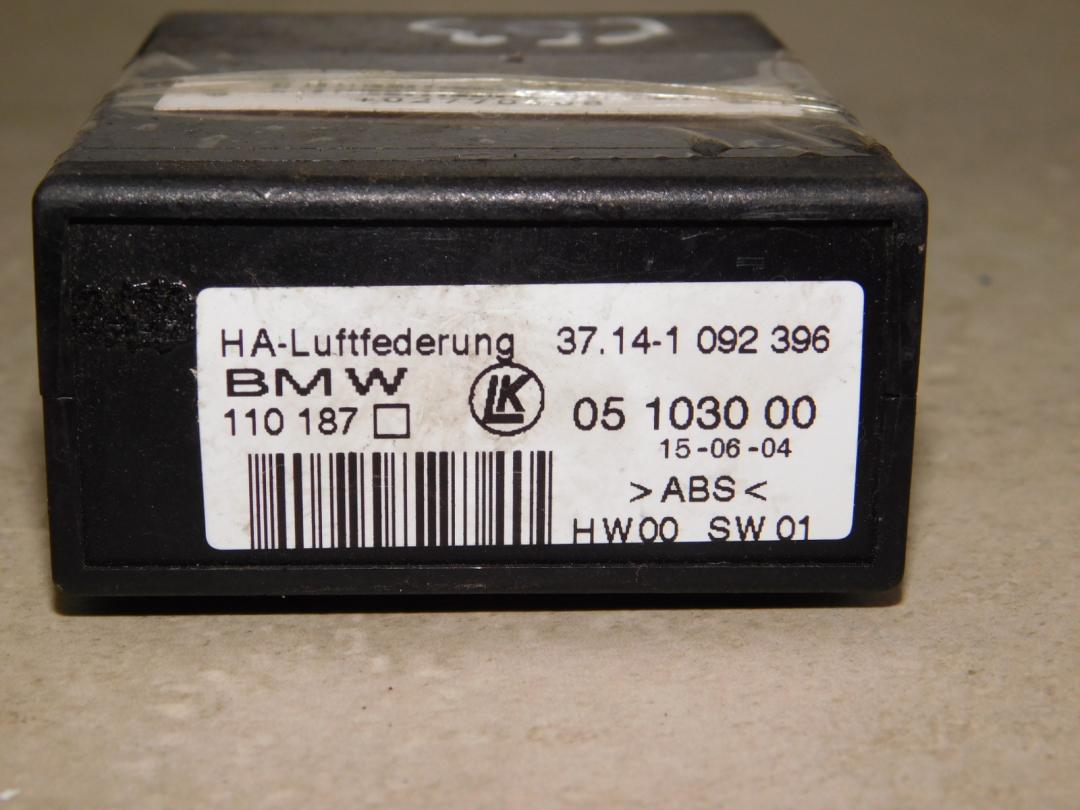 HA-Luftfederung 37.14-1 092 396
BMW
LK
110 187
05 1030 00
15-06-04
>ABS<
HW00 SW01